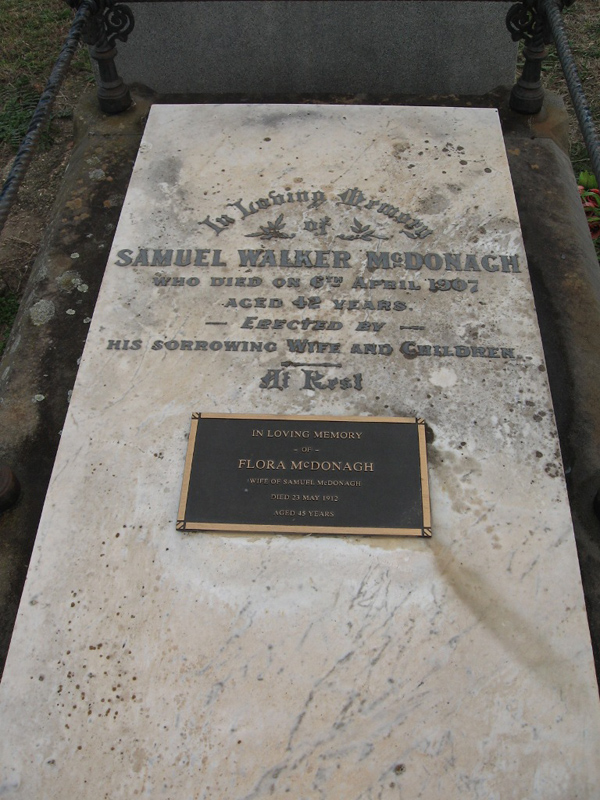 In Loving Memory
of
SAMUEL WALKER McDONAGH
WHO DIED ON 6TH APRIL 1907
AGED 42 YEARS.
— ERECTED BY —
HIS SORROWING WIFE AND CHILDREN
At Rest
IN LOVING MEMORY
~ OF ~
FLORA McDONAGH
WIFE OF SAMUEL McDONAGH
DIED 23 MAY 1912
AGED 45 YEARS